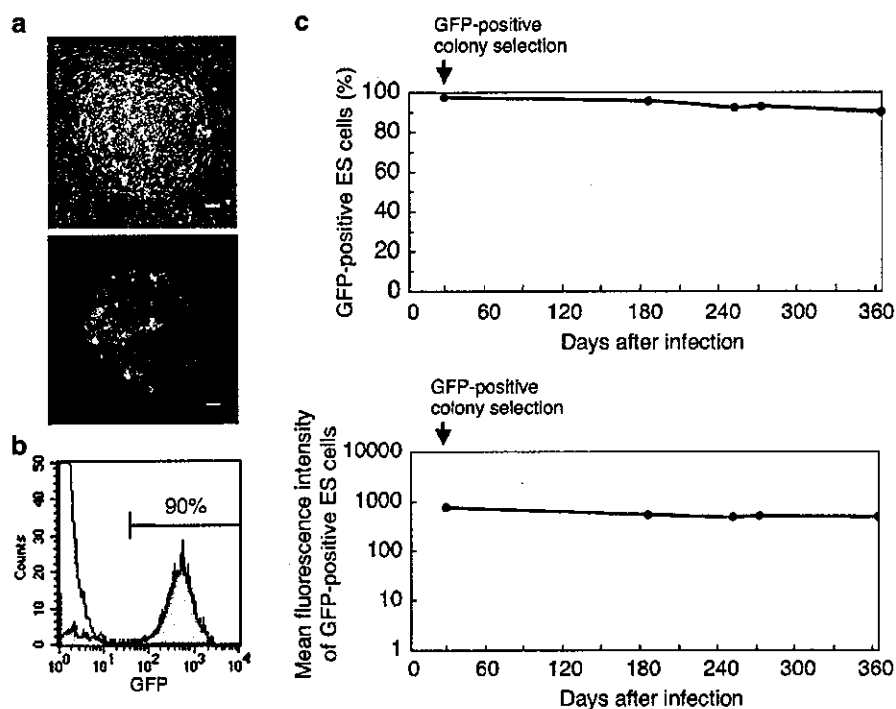 a
b
50
40
30
20
10
0
Counts
90%
10^0 10^1 10^2 10^3 10^4
GFP
c
GFP-positive
colony selection
GFP-positive ES cells (%)
100
80
60
40
20
0
0 60 120 180 240 300 360
Days after infection
GFP-positive
colony selection
Mean fluorescence intensity
of GFP-positive ES cells
10000
1000
100
10
1
0 60 120 180 240 300 360
Days after infection